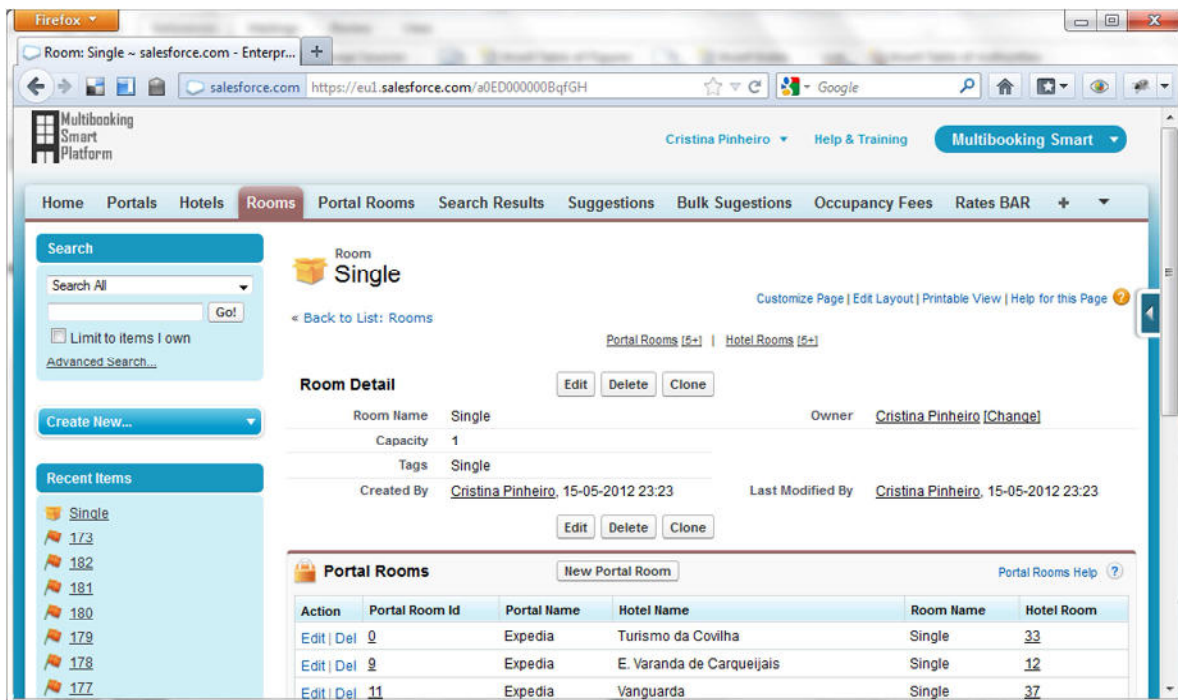 Firefox
Room: Single ~ salesforce.com - Enterpr...
salesforce.com https://eu1.salesforce.com/a0ED000000BqfGH
Google
Multibooking
Smart
Platform
Cristina Pinheiro
Help & Training
Multibooking Smart
Home Portals Hotels Rooms Portal Rooms Search Results Suggestions Bulk Sugestions Occupancy Fees Rates BAR +
Search
Search All
Go!
Limit to items I own
Advanced Search...
Create New...
Recent Items
Single
173
182
181
180
179
178
177
Room
Single
Customize Page | Edit Layout | Printable View | Help for this Page
« Back to List: Rooms
Portal Rooms [5+] | Hotel Rooms [5+]
Room Detail Edit Delete Clone
Room Name Single Owner Cristina Pinheiro [Change]
Capacity 1
Tags Single
Created By Cristina Pinheiro, 15-05-2012 23:23 Last Modified By Cristina Pinheiro, 15-05-2012 23:23
Edit Delete Clone
Portal Rooms New Portal Room Portal Rooms Help ?
Action Portal Room Id Portal Name Hotel Name Room Name Hotel Room
Edit | Del 0 Expedia Turismo da Covilha Single 33
Edit | Del 9 Expedia E. Varanda de Carqueijais Single 12
Edit | Del 11 Expedia Vanguarda Single 37